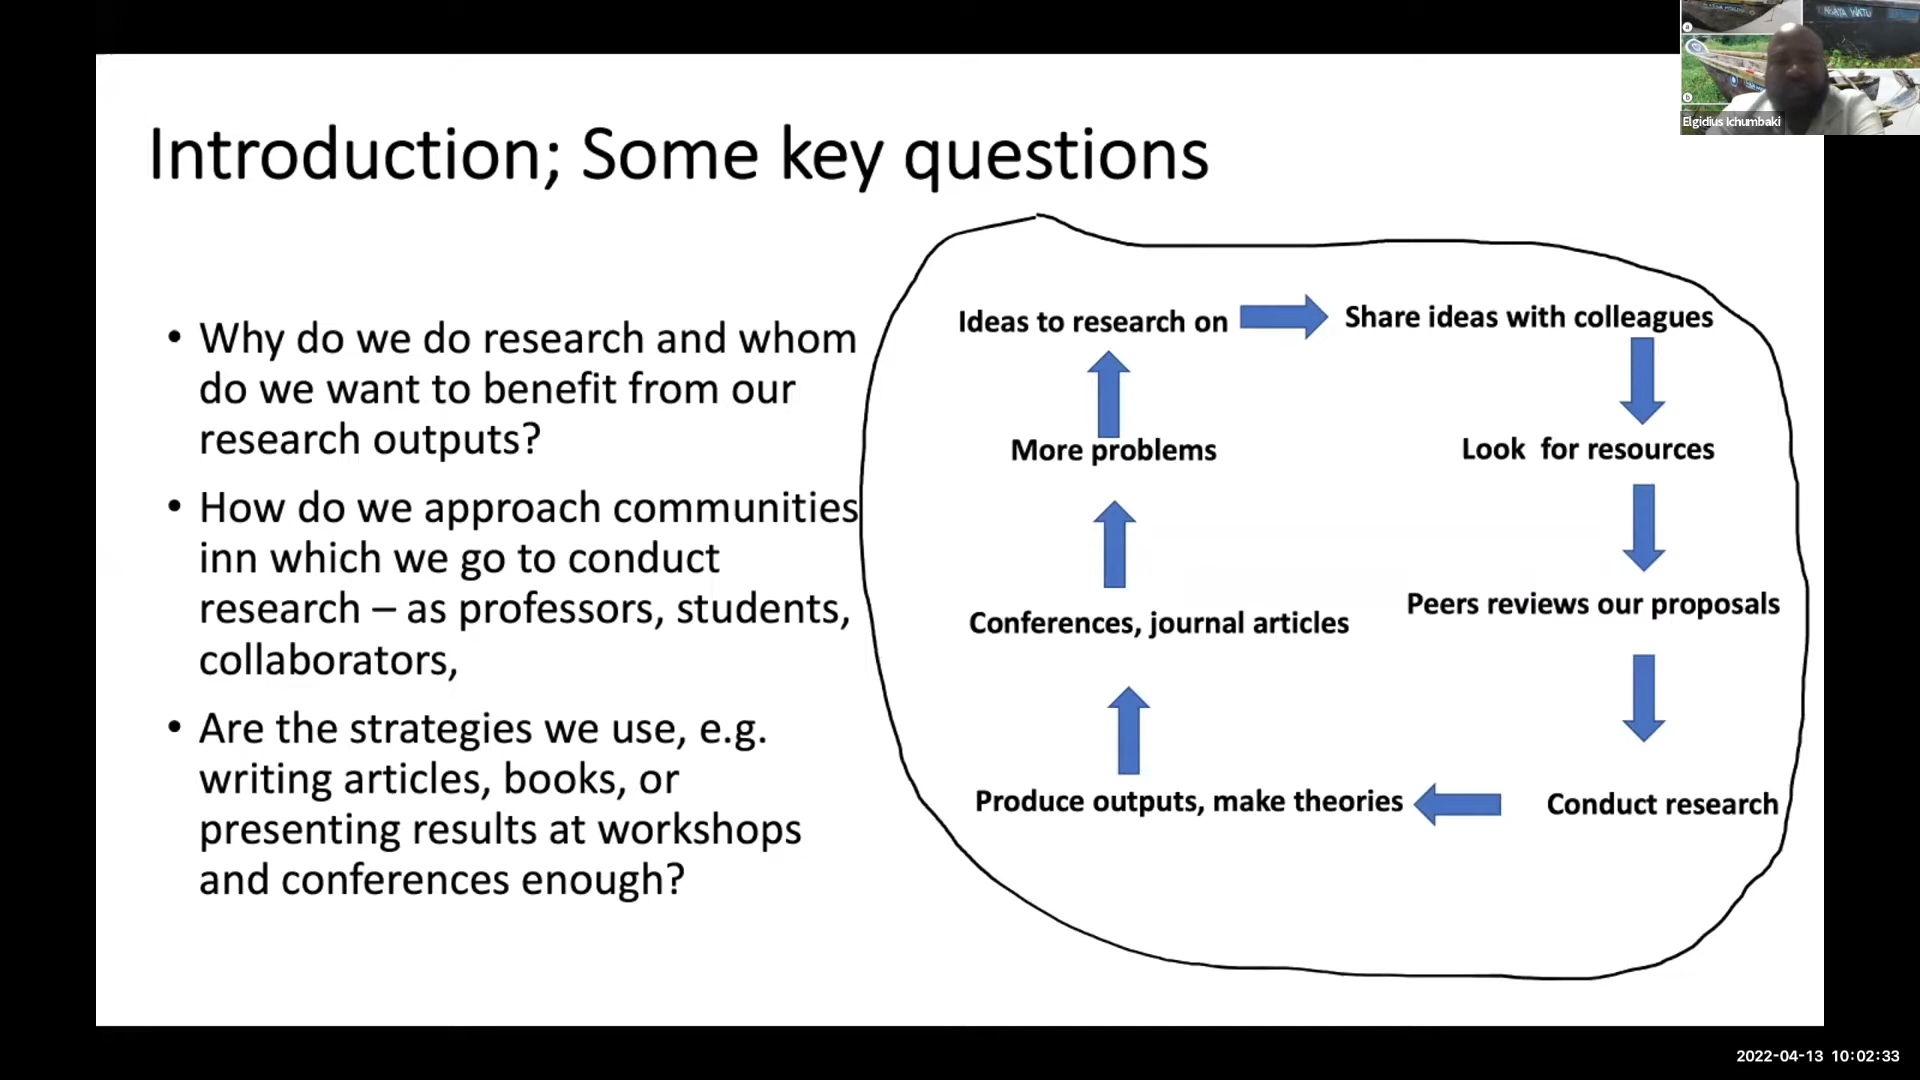 Introduction; Some key questions
• Why do we do research and whom
do we want to benefit from our
research outputs?
• How do we approach communities
inn which we go to conduct
research – as professors, students,
collaborators,
• Are the strategies we use, e.g.
writing articles, books, or
presenting results at workshops
and conferences enough?
Ideas to research on
Share ideas with colleagues
Look for resources
Peers reviews our proposals
Conduct research
Produce outputs, make theories
Conferences, journal articles
More problems
Elgidius Ichumbaki
2022-04-13 10:02:33